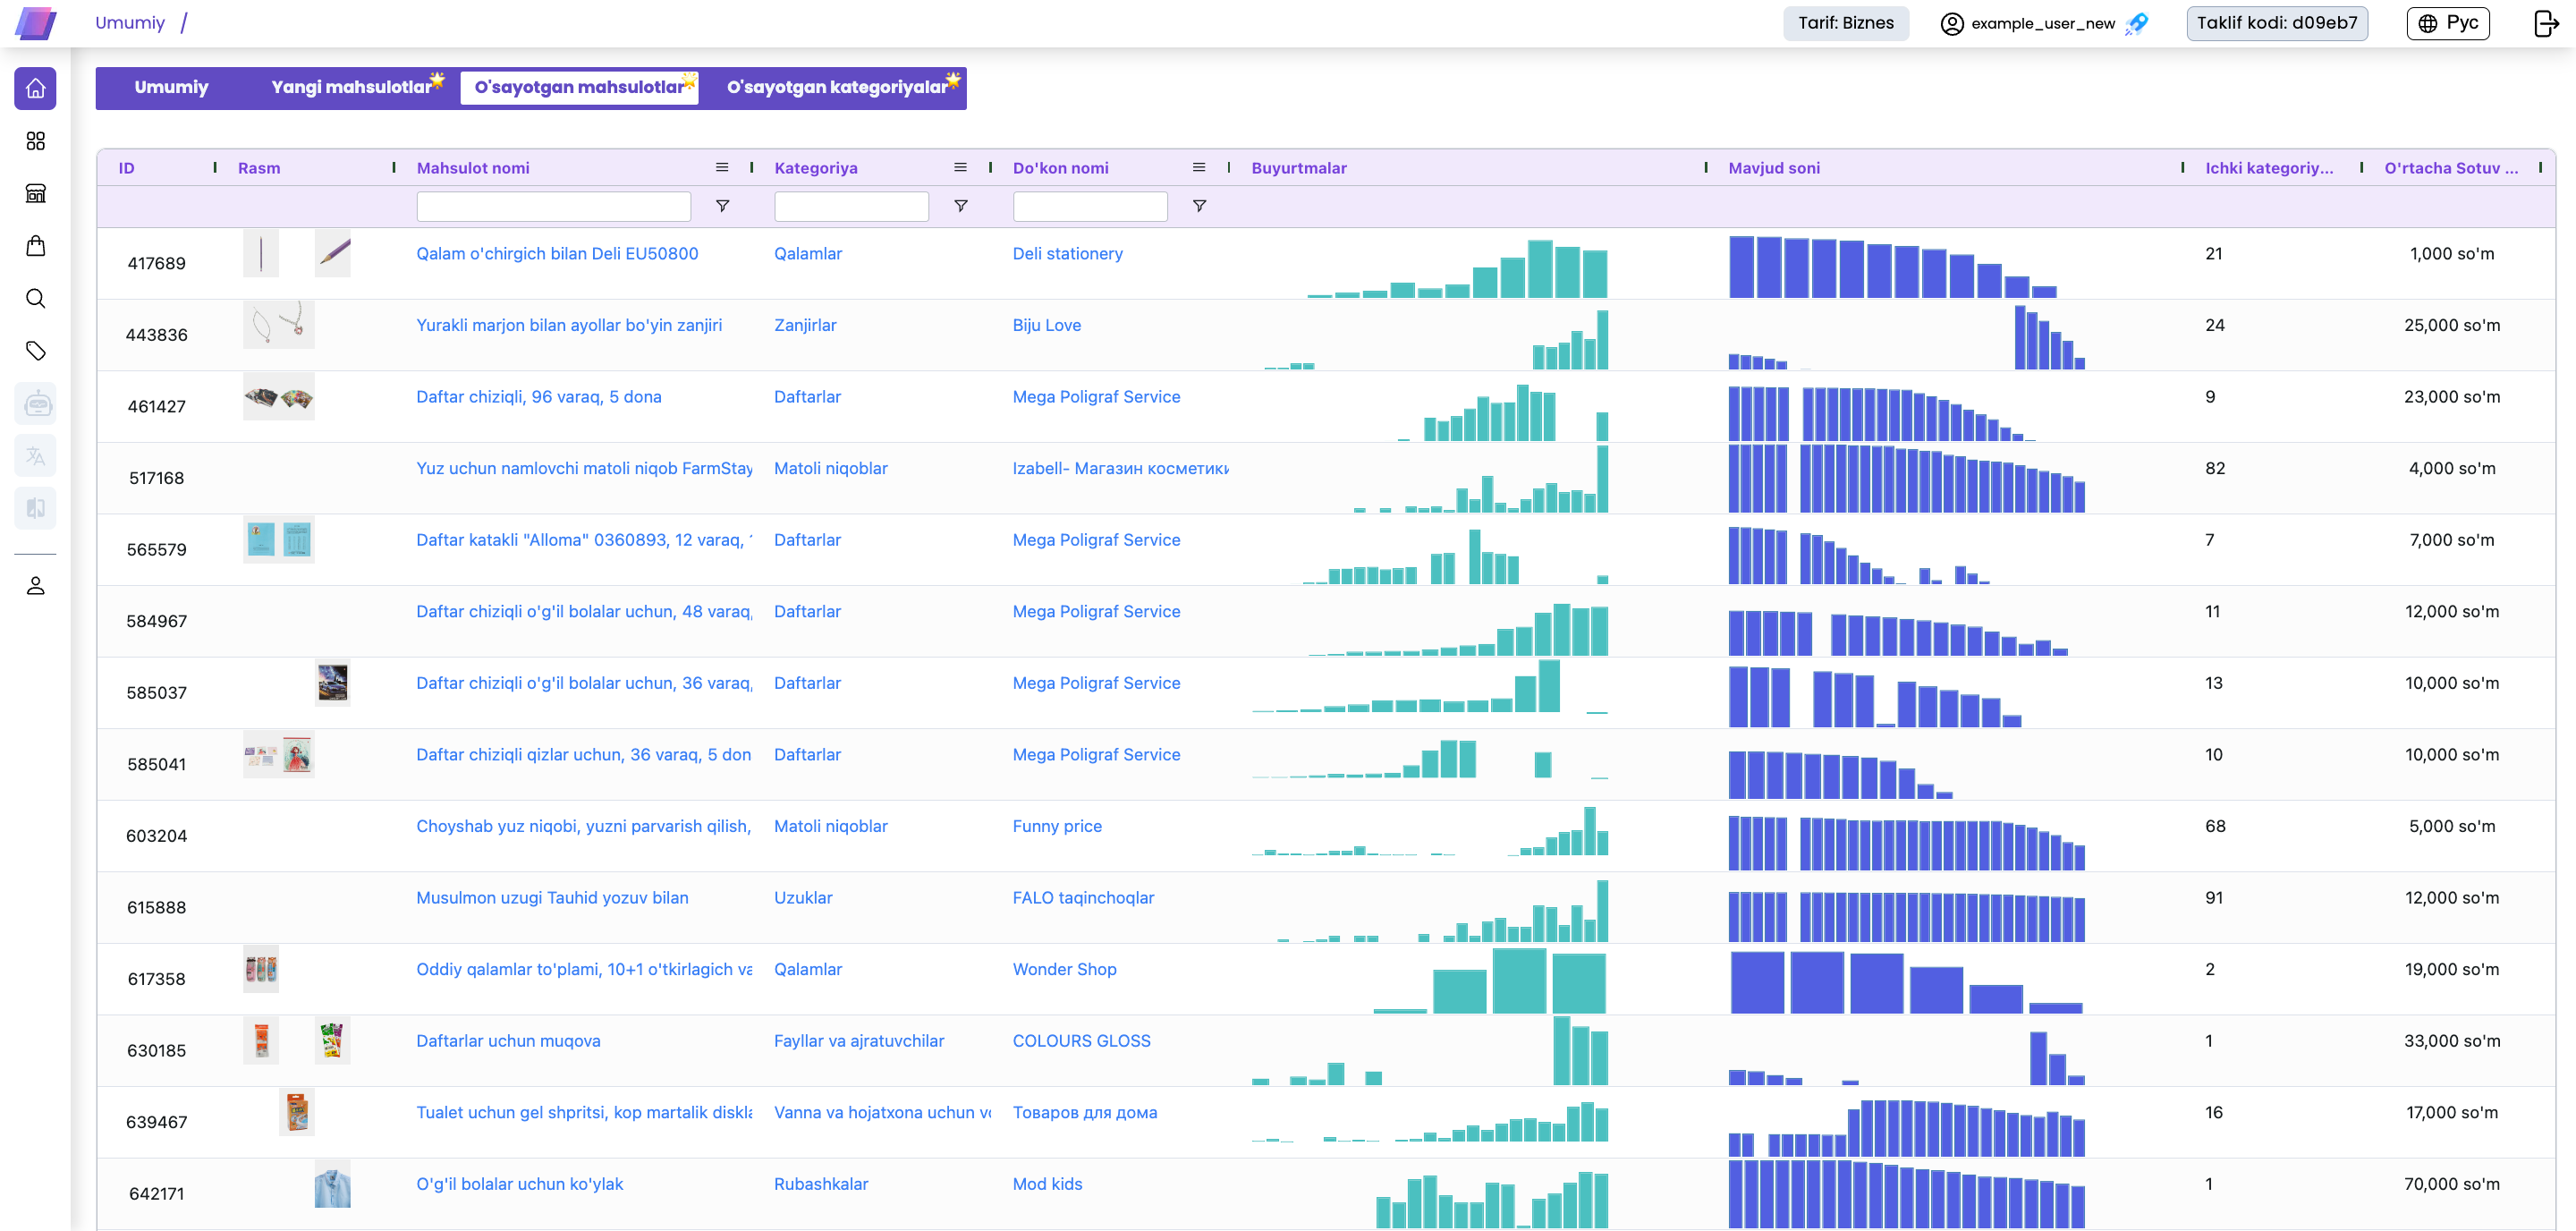 Umumiy /
Tarif: Biznes
example_user_new
Taklif kodi: d09eb7
Рус
Umumiy
Yangi mahsulotlar
O'sayotgan mahsulotlar
O'sayotgan kategoriyalar
ID Rasm Mahsulot nomi Kategoriya Do'kon nomi Buyurtmalar Mavjud soni Ichki kategoriy... O'rtacha Sotuv ...
417689 Qalam o'chirgich bilan Deli EU50800 Qalamlar Deli stationery 21 1,000 so'm
443836 Yurakli marjon bilan ayollar bo'yin zanjiri Zanjirlar Biju Love 24 25,000 so'm
461427 Daftar chiziqli, 96 varaq, 5 dona Daftarlar Mega Poligraf Service 9 23,000 so'm
517168 Yuz uchun namlovchi matoli niqob FarmStay Matoli niqoblar Izabell- Магазин косметики 82 4,000 so'm
565579 Daftar katakli "Alloma" 0360893, 12 varaq, Daftarlar Mega Poligraf Service 7 7,000 so'm
584967 Daftar chiziqli o'g'il bolalar uchun, 48 varaq, Daftarlar Mega Poligraf Service 11 12,000 so'm
585037 Daftar chiziqli o'g'il bolalar uchun, 36 varaq, Daftarlar Mega Poligraf Service 13 10,000 so'm
585041 Daftar chiziqli qizlar uchun, 36 varaq, 5 don Daftarlar Mega Poligraf Service 10 10,000 so'm
603204 Choyshab yuz niqobi, yuzni parvarish qilish, Matoli niqoblar Funny price 68 5,000 so'm
615888 Musulmon uzugi Tauhid yozuv bilan Uzuklar FALO taqinchoqlar 91 12,000 so'm
617358 Oddiy qalamlar to'plami, 10+1 o'tkirlagich va Qalamlar Wonder Shop 2 19,000 so'm
630185 Daftarlar uchun muqova Fayllar va ajratuvchilar COLOURS GLOSS 1 33,000 so'm
639467 Tualet uchun gel shpritsi, kop martalik diskla Vanna va hojatxona uchun Товаров для дома 16 17,000 so'm
642171 O'g'il bolalar uchun ko'ylak Rubashkalar Mod kids 1 70,000 so'm